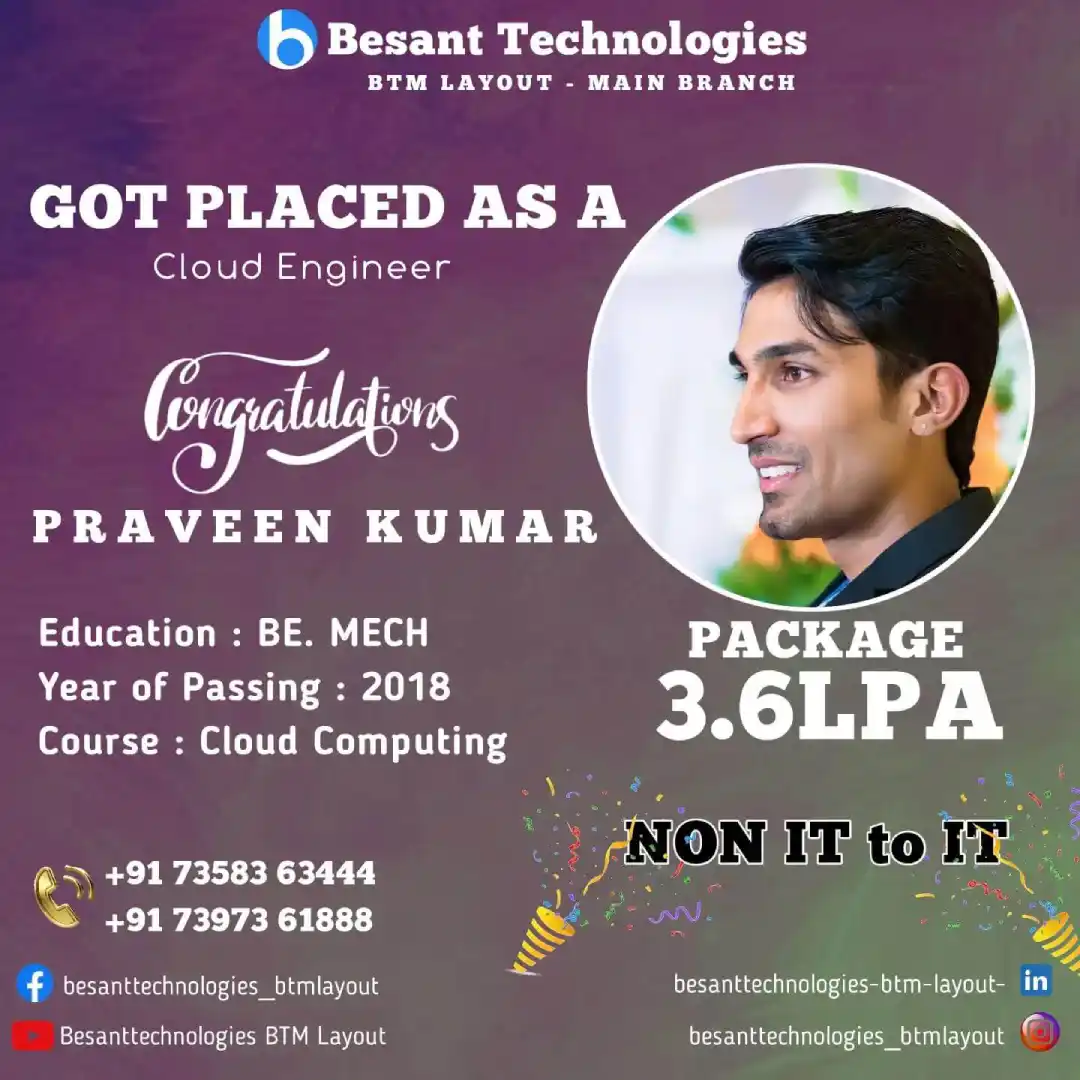 Besant Technologies
BTM LAYOUT - MAIN BRANCH
GOT PLACED AS A
Cloud Engineer
Congratulations
PRAVEEN KUMAR
Education : BE. MECH
Year of Passing : 2018
Course : Cloud Computing
PACKAGE
3.6LPA
NON IT to IT
+91 73583 63444
+91 73973 61888
besanttechnologies_btmlayout
Besanttechnologies BTM Layout
besanttechnologies-btm-layout-
besanttechnologies_btmlayout